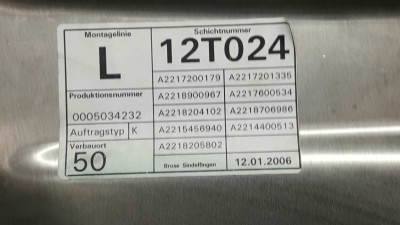 Montagelinie
L
Schichtnummer
12T024
Produktionsnummer
0005034232
Auftragstyp K
Verbauort
50
A2217200179 A2217201335
A2218900967 A2217600534
A2218204102 A2218706986
A2215456940 A2214400513
A2218205802
Brose Sindelfingen 12.01.2006